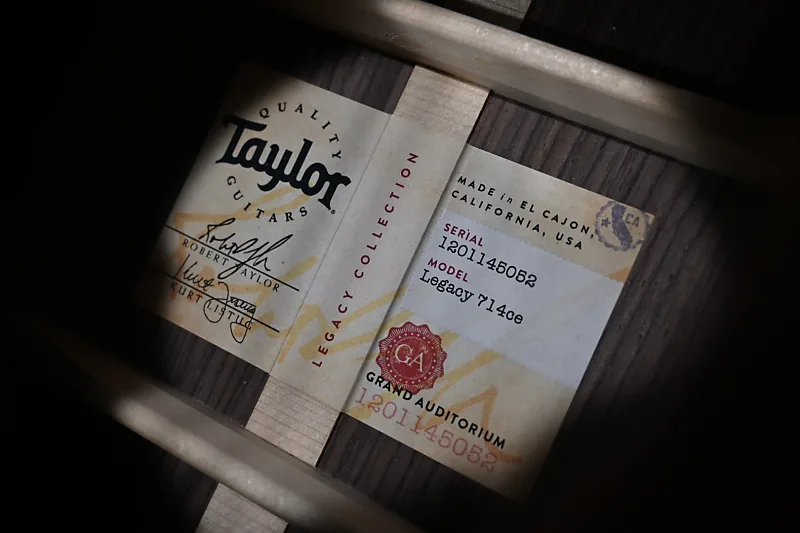 QUALITY
Taylor
GUITARS
ROBERT TAYLOR
KURT LISTUG
LEGACY COLLECTION
MADE in EL CAJON,
CALIFORNIA, USA
CA
SERIAL
1201145052
MODEL
Legacy 714ce
GA
GRAND AUDITORIUM
1201145052